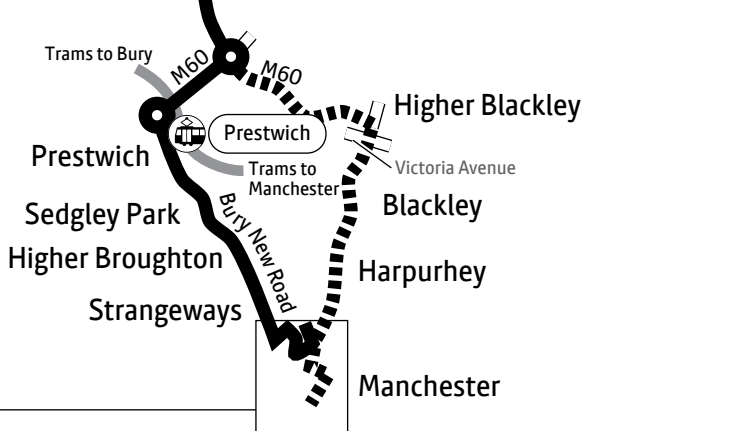 Trams to Bury
M60
M60
Higher Blackley
Prestwich
Prestwich
Trams to
Manchester
Victoria Avenue
Sedgley Park
Bury New Road
Blackley
Higher Broughton
Harpurhey
Strangeways
Manchester